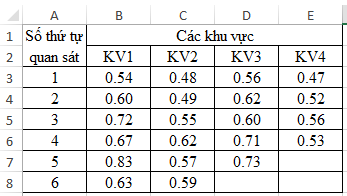 A B C D E
1 Số thứ tự Các khu vực
2 quan sát KV1 KV2 KV3 KV4
3 1 0.54 0.48 0.56 0.47
4 2 0.60 0.49 0.62 0.52
5 3 0.72 0.55 0.60 0.56
6 4 0.67 0.62 0.71 0.53
7 5 0.83 0.57 0.73
8 6 0.63 0.59